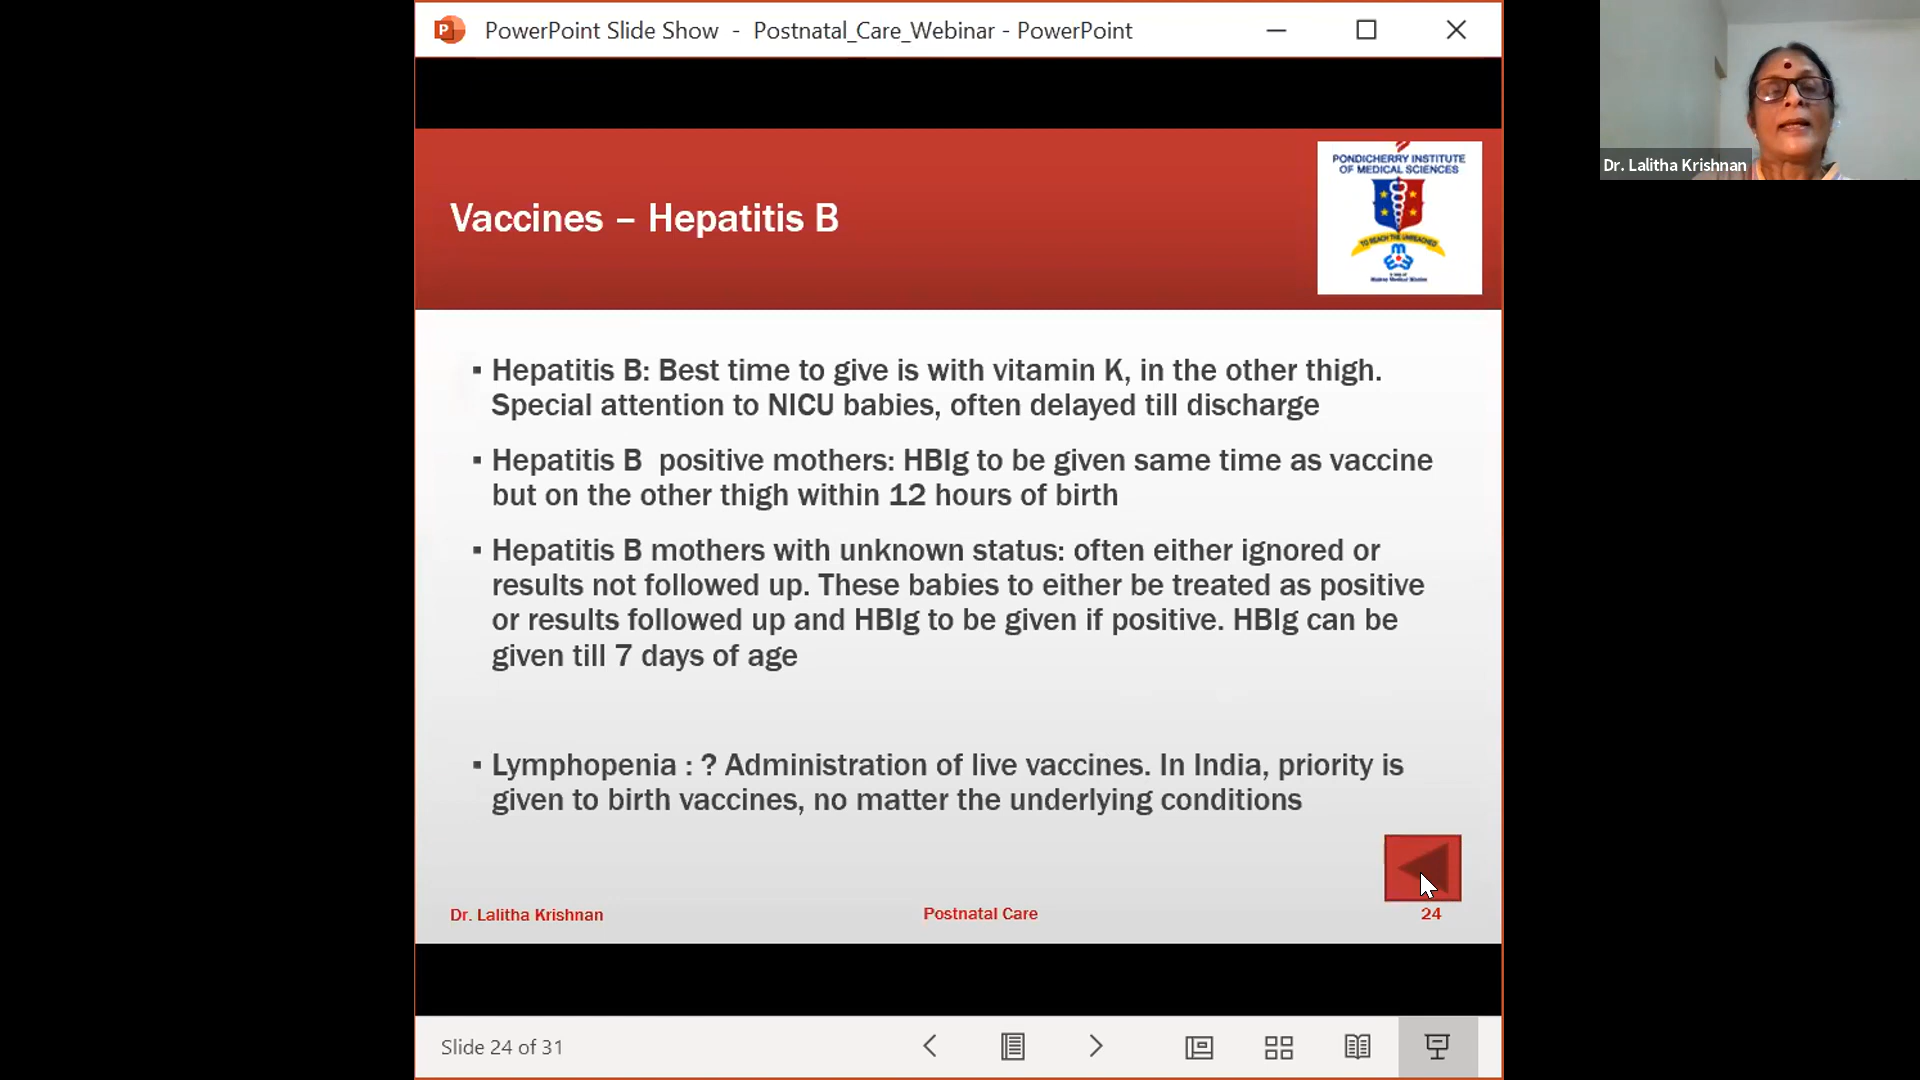 PowerPoint Slide Show - Postnatal_Care_Webinar - PowerPoint
Dr. Lalitha Krishnan
PONDICHERRY INSTITUTE
OF MEDICAL SCIENCES
TO REACH THE UNREACHED
Vaccines – Hepatitis B
▪ Hepatitis B: Best time to give is with vitamin K, in the other thigh.
Special attention to NICU babies, often delayed till discharge
▪ Hepatitis B positive mothers: HBIg to be given same time as vaccine
but on the other thigh within 12 hours of birth
▪ Hepatitis B mothers with unknown status: often either ignored or
results not followed up. These babies to either be treated as positive
or results followed up and HBIg to be given if positive. HBIg can be
given till 7 days of age
▪ Lymphopenia : ? Administration of live vaccines. In India, priority is
given to birth vaccines, no matter the underlying conditions
Dr. Lalitha Krishnan
Postnatal Care
24
Slide 24 of 31